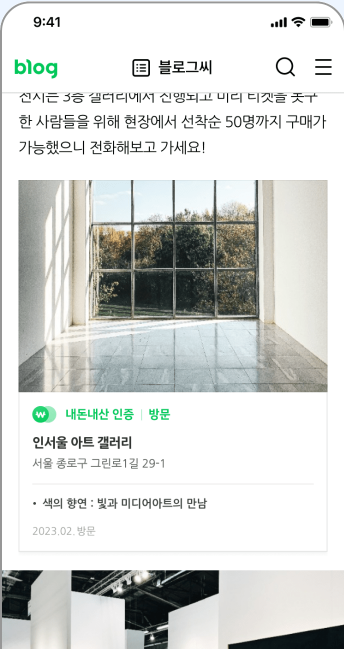 9:41
blog
블로그씨
전시는 3층 갤러리에서 진행되고 미리 티켓을 못구
한 사람들을 위해 현장에서 선착순 50명까지 구매가
가능했으니 전화해보고 가세요!
내돈내산 인증 | 방문
인서울 아트 갤러리
서울 종로구 그린로1길 29-1
• 색의 향연 : 빛과 미디어아트의 만남
2023.02. 방문